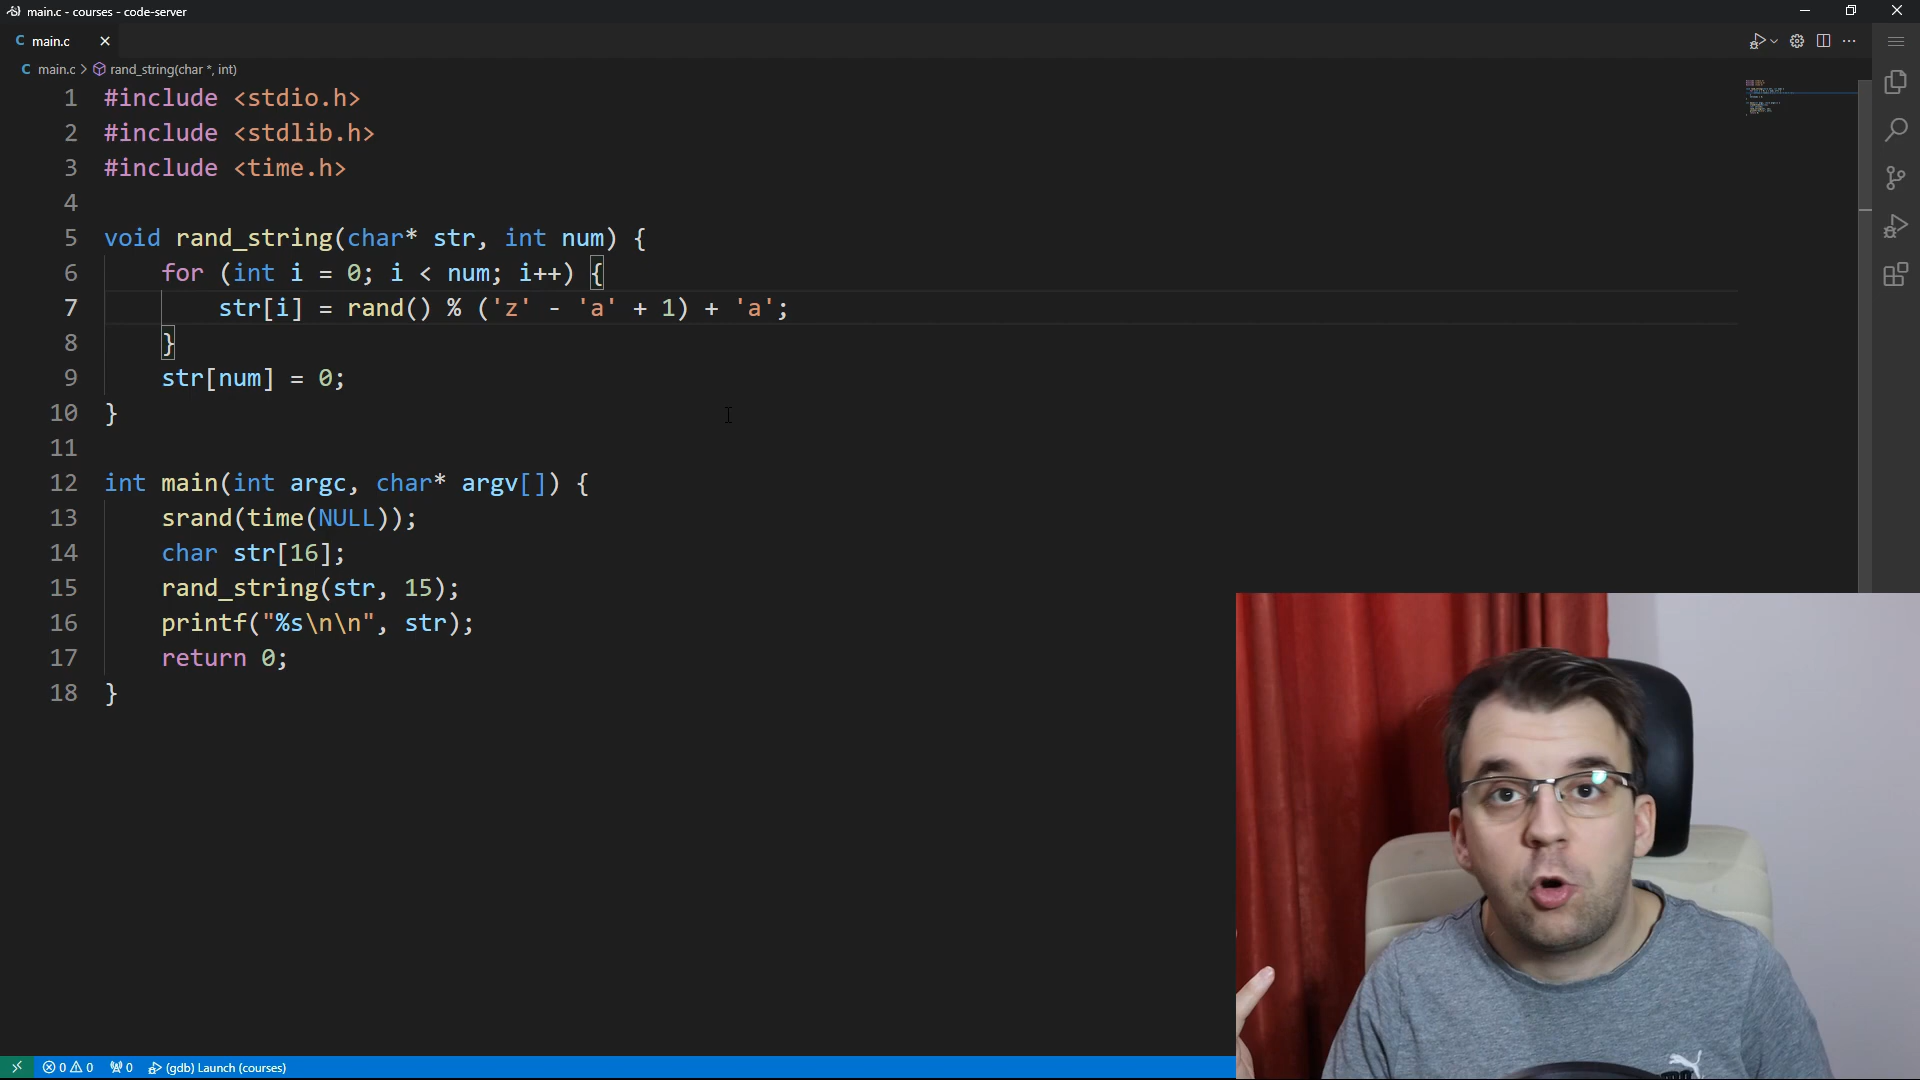 main.c - courses - code-server
C main.c
C main.c > rand_string(char *, int)
1 #include <stdio.h>
2 #include <stdlib.h>
3 #include <time.h>
4
5 void rand_string(char* str, int num) {
6     for (int i = 0; i < num; i++) {
7         str[i] = rand() % ('z' - 'a' + 1) + 'a';
8     }
9     str[num] = 0;
10 }
11
12 int main(int argc, char* argv[]) {
13     srand(time(NULL));
14     char str[16];
15     rand_string(str, 15);
16     printf("%s\n\n", str);
17     return 0;
18 }
0 0 0 (gdb) Launch (courses)